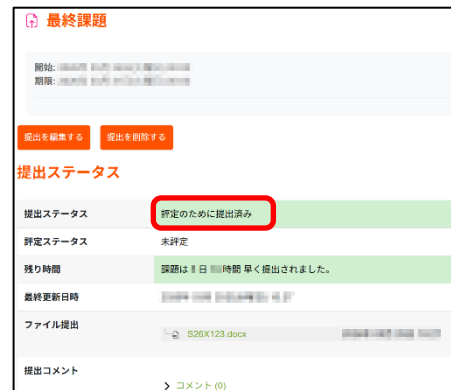 最終課題
開始:
期限:
提出を編集する 提出を削除する
提出ステータス
提出ステータス 評定のために提出済み
評定ステータス 未評定
残り時間 課題は 日 時間 早く提出されました。
最終更新日時
ファイル提出
S26X123.docx
提出コメント
コメント (0)